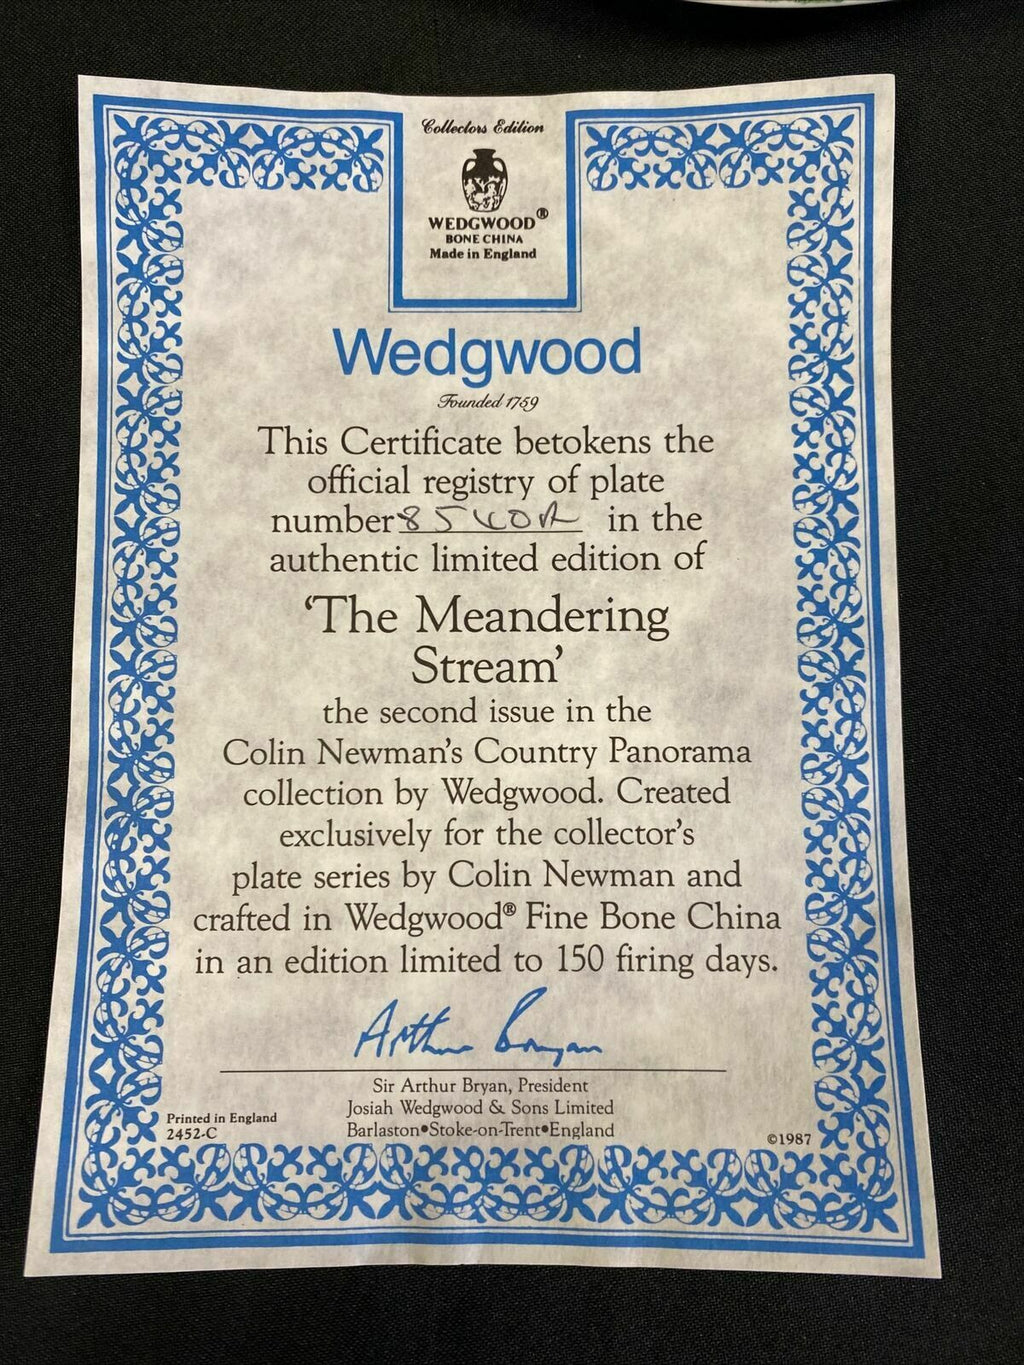 Collectors Edition
WEDGWOOD®
BONE CHINA
Made in England
Wedgwood
Founded 1759
This Certificate betokens the
official registry of plate
number in the
authentic limited edition of
‘The Meandering
Stream’
the second issue in the
Colin Newman's Country Panorama
collection by Wedgwood. Created
exclusively for the collector's
plate series by Colin Newman and
crafted in Wedgwood® Fine Bone China
in an edition limited to 150 firing days.
Arthur Bryan
Sir Arthur Bryan, President
Josiah Wedgwood & Sons Limited
Barlaston•Stoke-on-Trent•England
Printed in England
2452-C
©1987